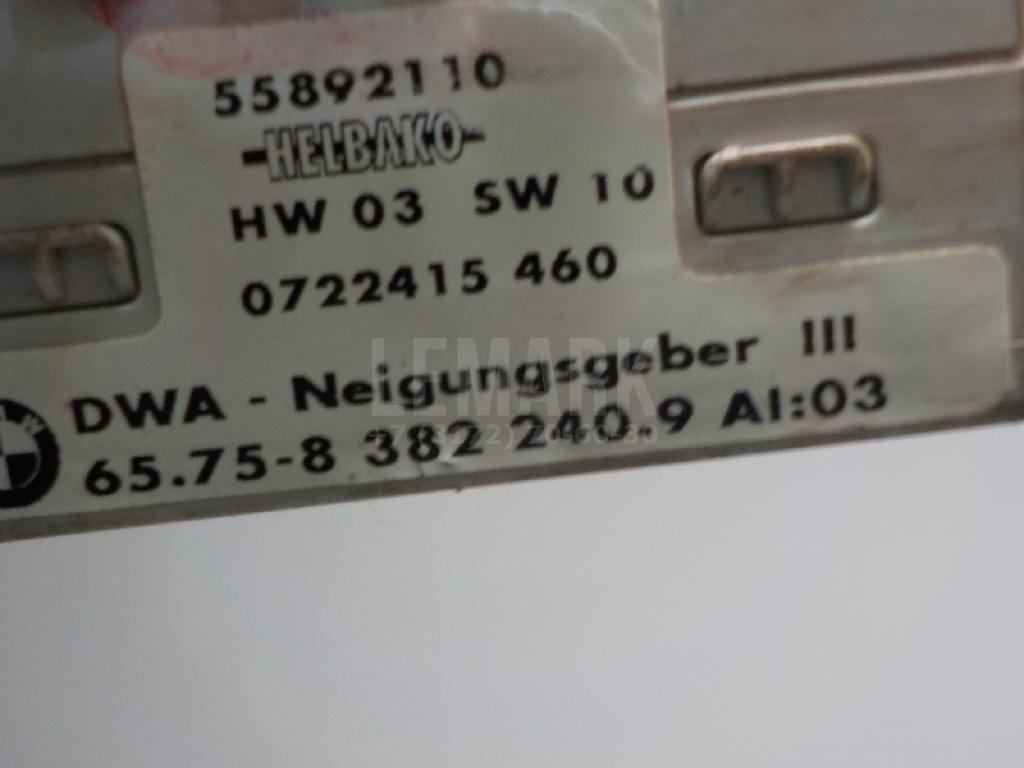 55892110
-HELBAKO-
HW 03 SW 10
0722415 460
DWA - Neigungsgeber III
65.75-8 382 240.9 AI:03
LEMARK